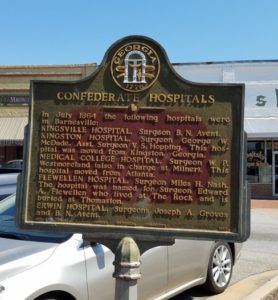 GEORGIA
1776
CONFEDERATE HOSPITALS
In July 1864 the following hospitals were
in Barnesville:
KINGSVILLE HOSPITAL, Surgeon B. N. Avent.
KINGSTON HOSPITAL, Surgeon George W.
McDade, Asst. Surgeon V. S. Hopping. This hos-
pital was moved from Kingston, Georgia.
MEDICAL COLLEGE HOSPITAL, Surgeon W. P.
Westmoreland (also in charge at Milner). This
hospital moved from Atlanta.
FLEWELLEN HOSPITAL, Surgeon Miles H. Nash.
The hospital was named for Surgeon Edward
A. Flewellen who lived at The Rock and is
buried at Thomaston.
ERWIN HOSPITAL, Surgeons Joseph A. Groves
and B. N. Avent.